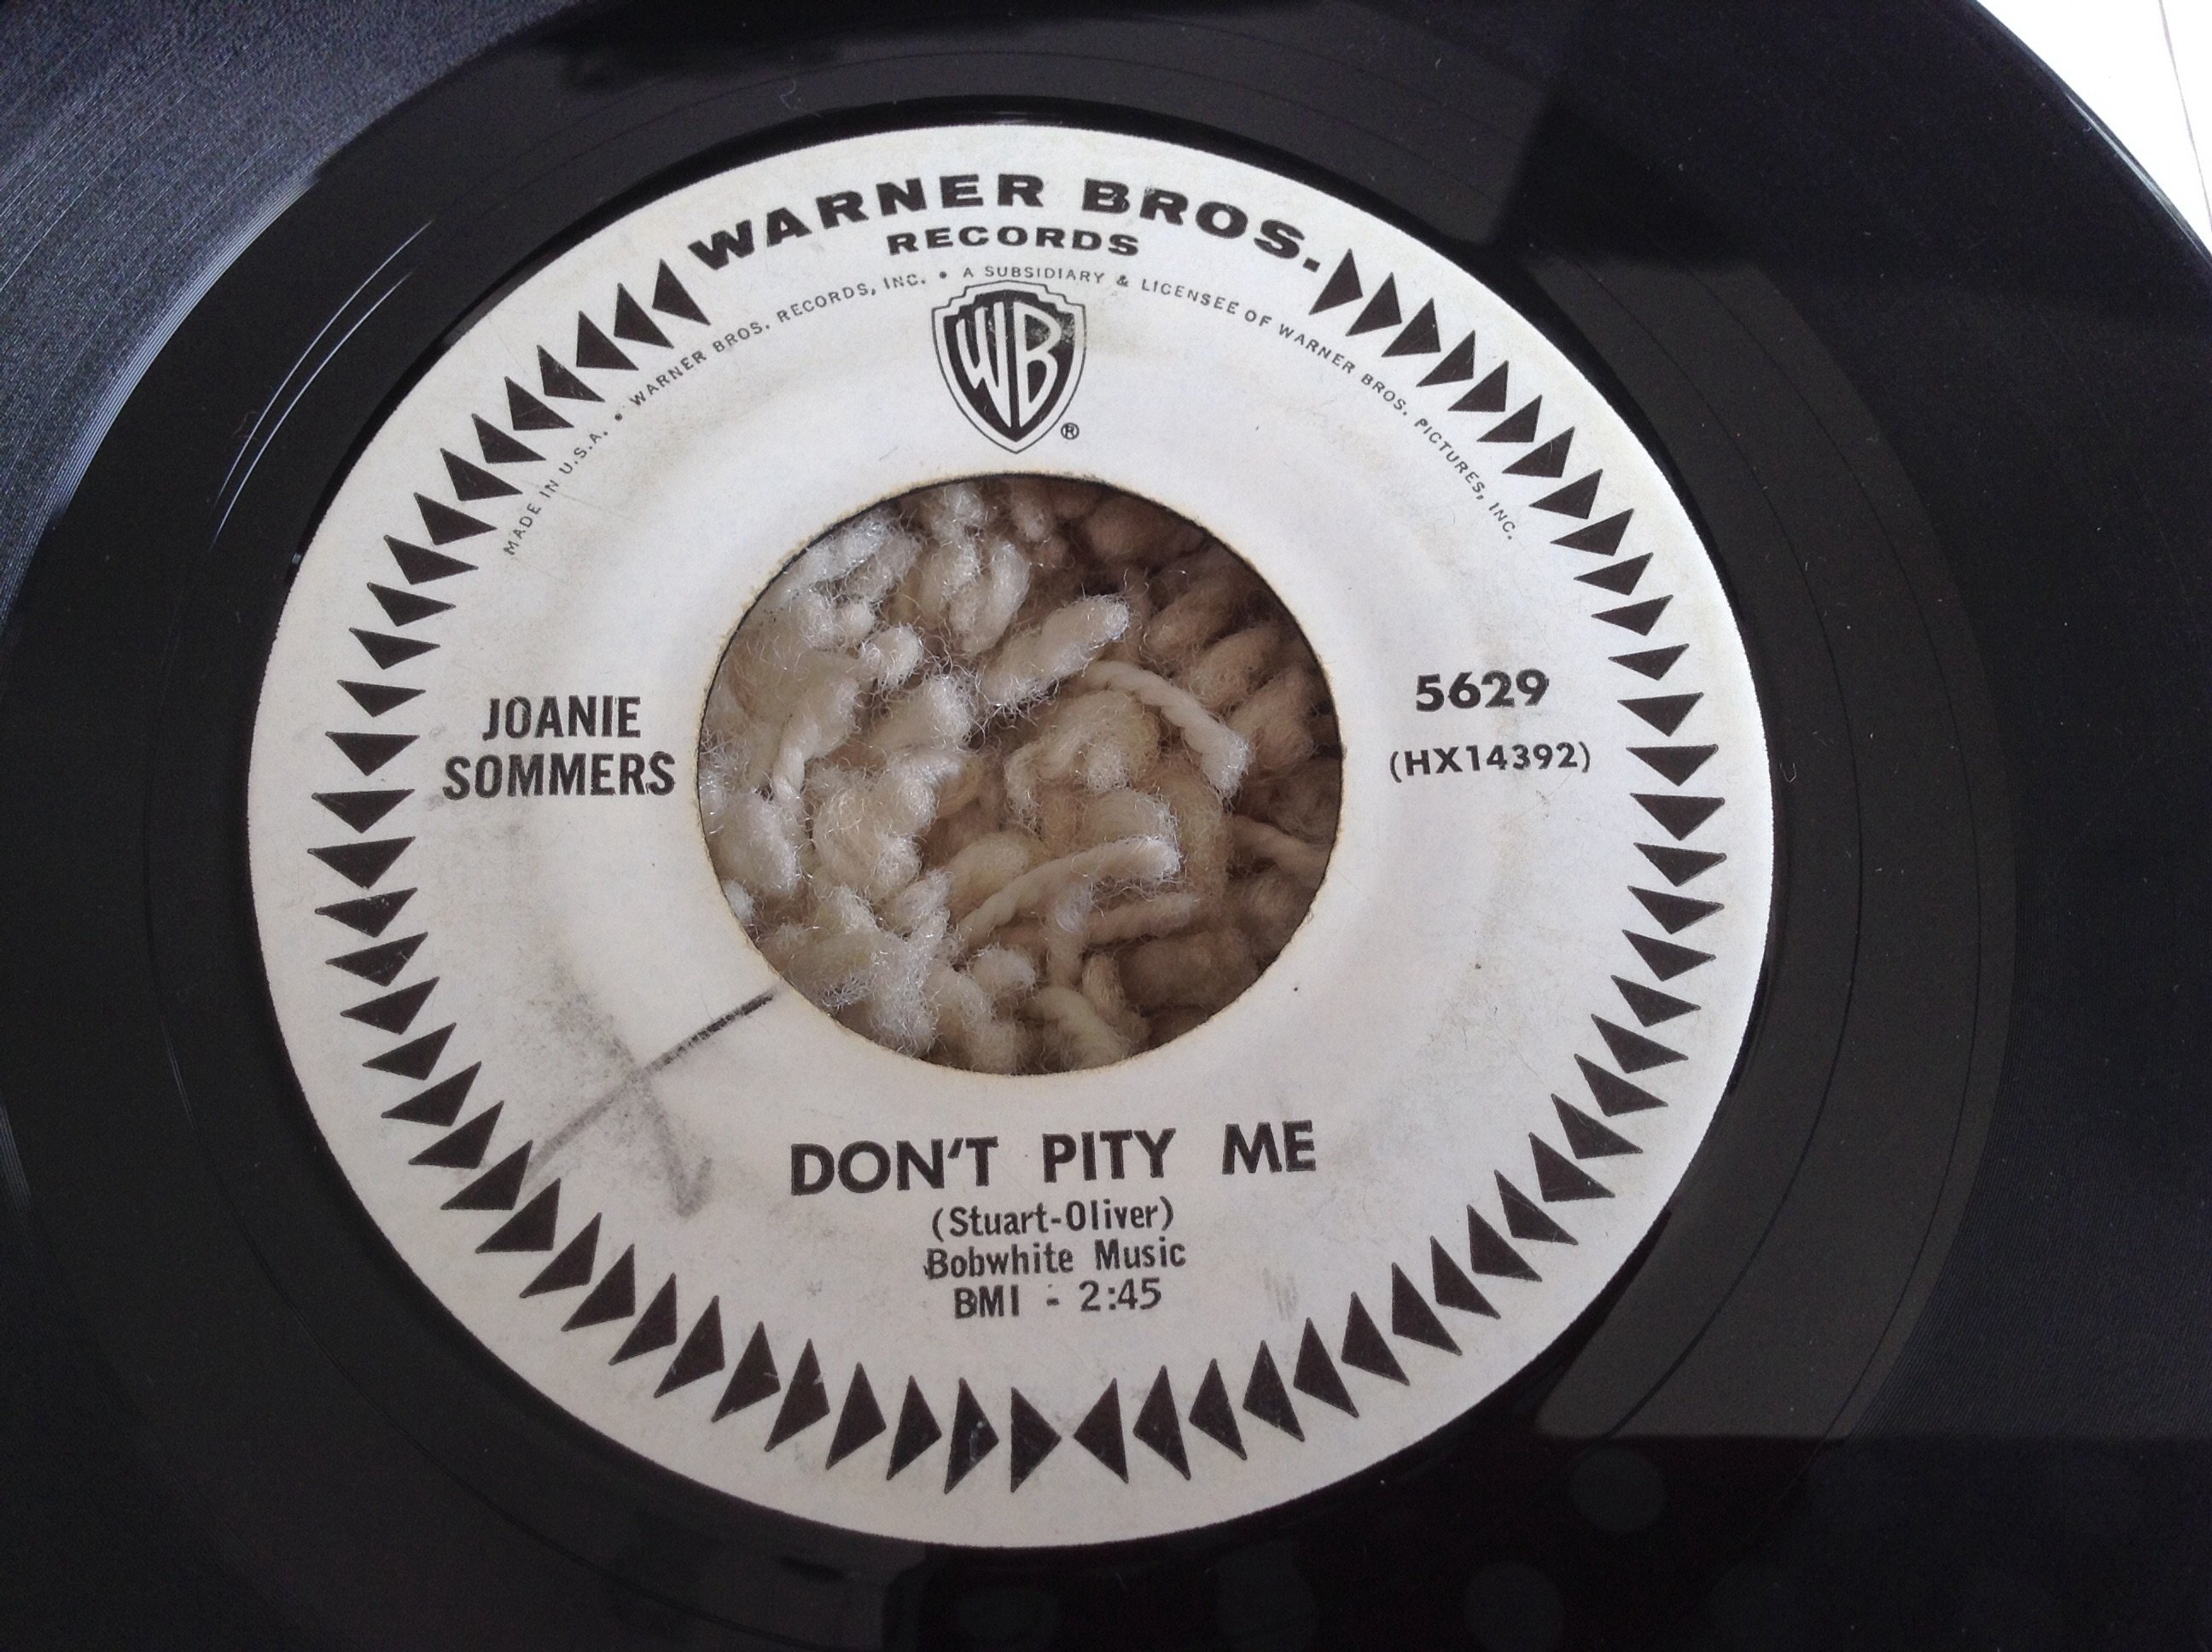 WARNER BROS.
RECORDS
MADE IN U.S.A. • WARNER BROS. RECORDS, INC. • A SUBSIDIARY & LICENSEE OF WARNER BROS. PICTURES, INC.
WB
®
JOANIE
SOMMERS
5629
(HX14392)
DON'T PITY ME
(Stuart-Oliver)
Bobwhite Music
BMI - 2:45